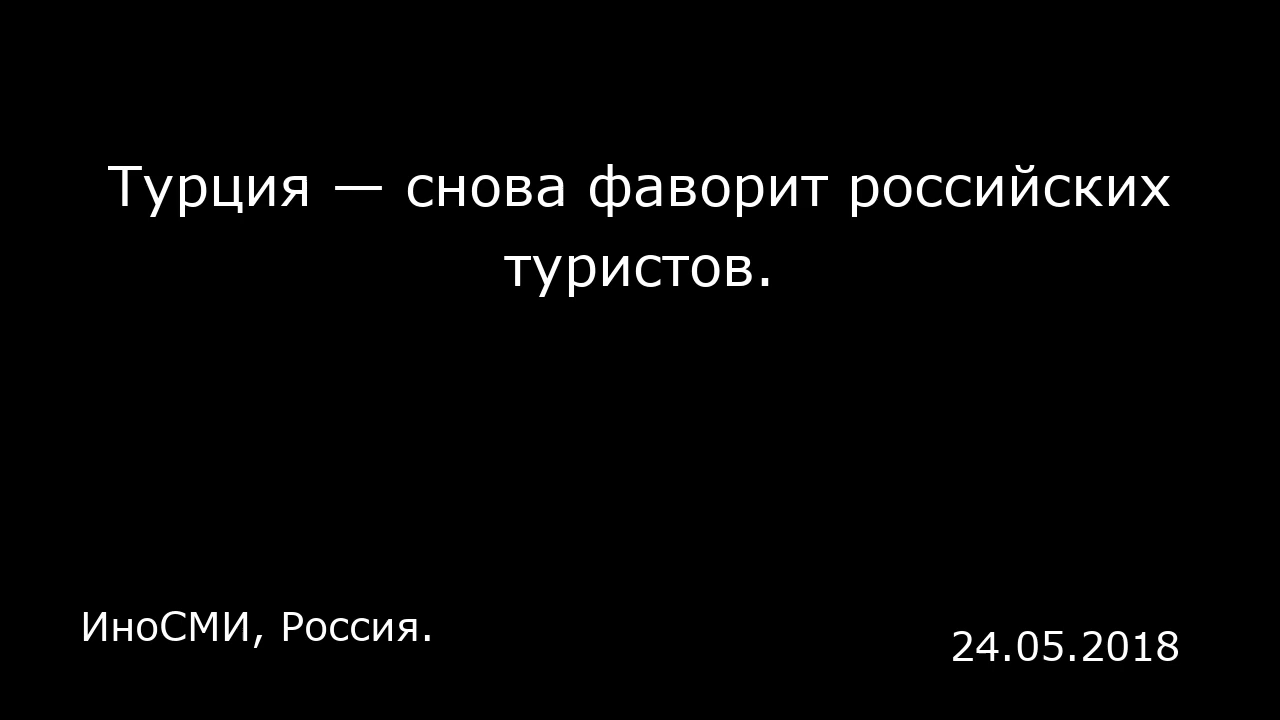 Турция — снова фаворит российских
туристов.
ИноСМИ, Россия.
24.05.2018